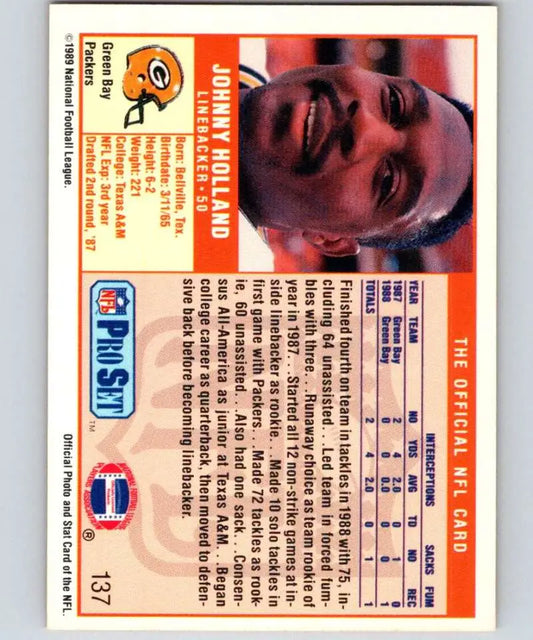 THE OFFICIAL NFL CARD
INTERCEPTIONS SACKS FUM
YEAR TEAM NO YDS AVG TD NO REC
1987 Green Bay 2 4 2.0 0 1 0
1988 Green Bay 0 0 0.0 0 0 1
TOTALS 2 4 2.0 0 1 1
Finished fourth on team in tackles in 1988 with 75, in-
cluding 64 unassisted. . .Led team in forced fum-
bles with three. . .Runaway choice as team rookie of
year in 1987. . .Started all 12 non-strike games at in-
side linebacker as rookie. . .Made 10 solo tackles in
first game with Packers. . .Made 72 tackles as rook-
ie, 60 unassisted. . .Also had one sack. . .Consen-
sus All-America as junior at Texas A&M. . .Began
college career as quarterback, then moved to defen-
sive back before becoming linebacker.
JOHNNY HOLLAND
LINEBACKER • 50
G
Green Bay
Packers
Born: Bellville, Tex.
Birthdate: 3/11/65
Height: 6-2
Weight: 221
College: Texas A&M
NFL Exp: 3rd year
Drafted 2nd round, '87
NFL PRO SET TM
NATIONAL FOOTBALL LEAGUE
PLAYERS ASSOCIATION
®
137
©1989 National Football League.
Official Photo and Stat Card of the NFL.